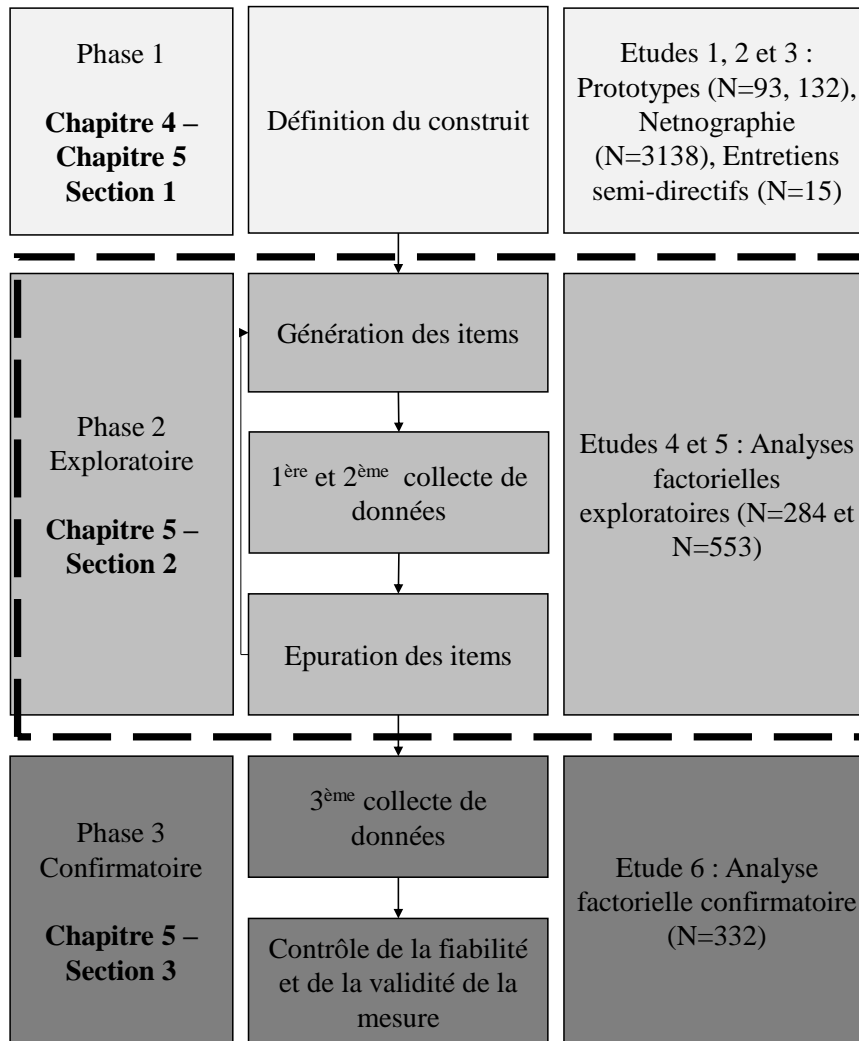 Phase 1
Chapitre 4 –
Chapitre 5
Section 1
Définition du construit
Etudes 1, 2 et 3 :
Prototypes (N=93, 132),
Netnographie
(N=3138), Entretiens
semi-directifs (N=15)
Phase 2
Exploratoire
Chapitre 5 –
Section 2
Génération des items
1ère et 2ème collecte de
données
Epuration des items
Etudes 4 et 5 : Analyses
factorielles
exploratoires (N=284 et
N=553)
Phase 3
Confirmatoire
Chapitre 5 –
Section 3
3ème collecte de
données
Contrôle de la fiabilité
et de la validité de la
mesure
Etude 6 : Analyse
factorielle confirmatoire
(N=332)